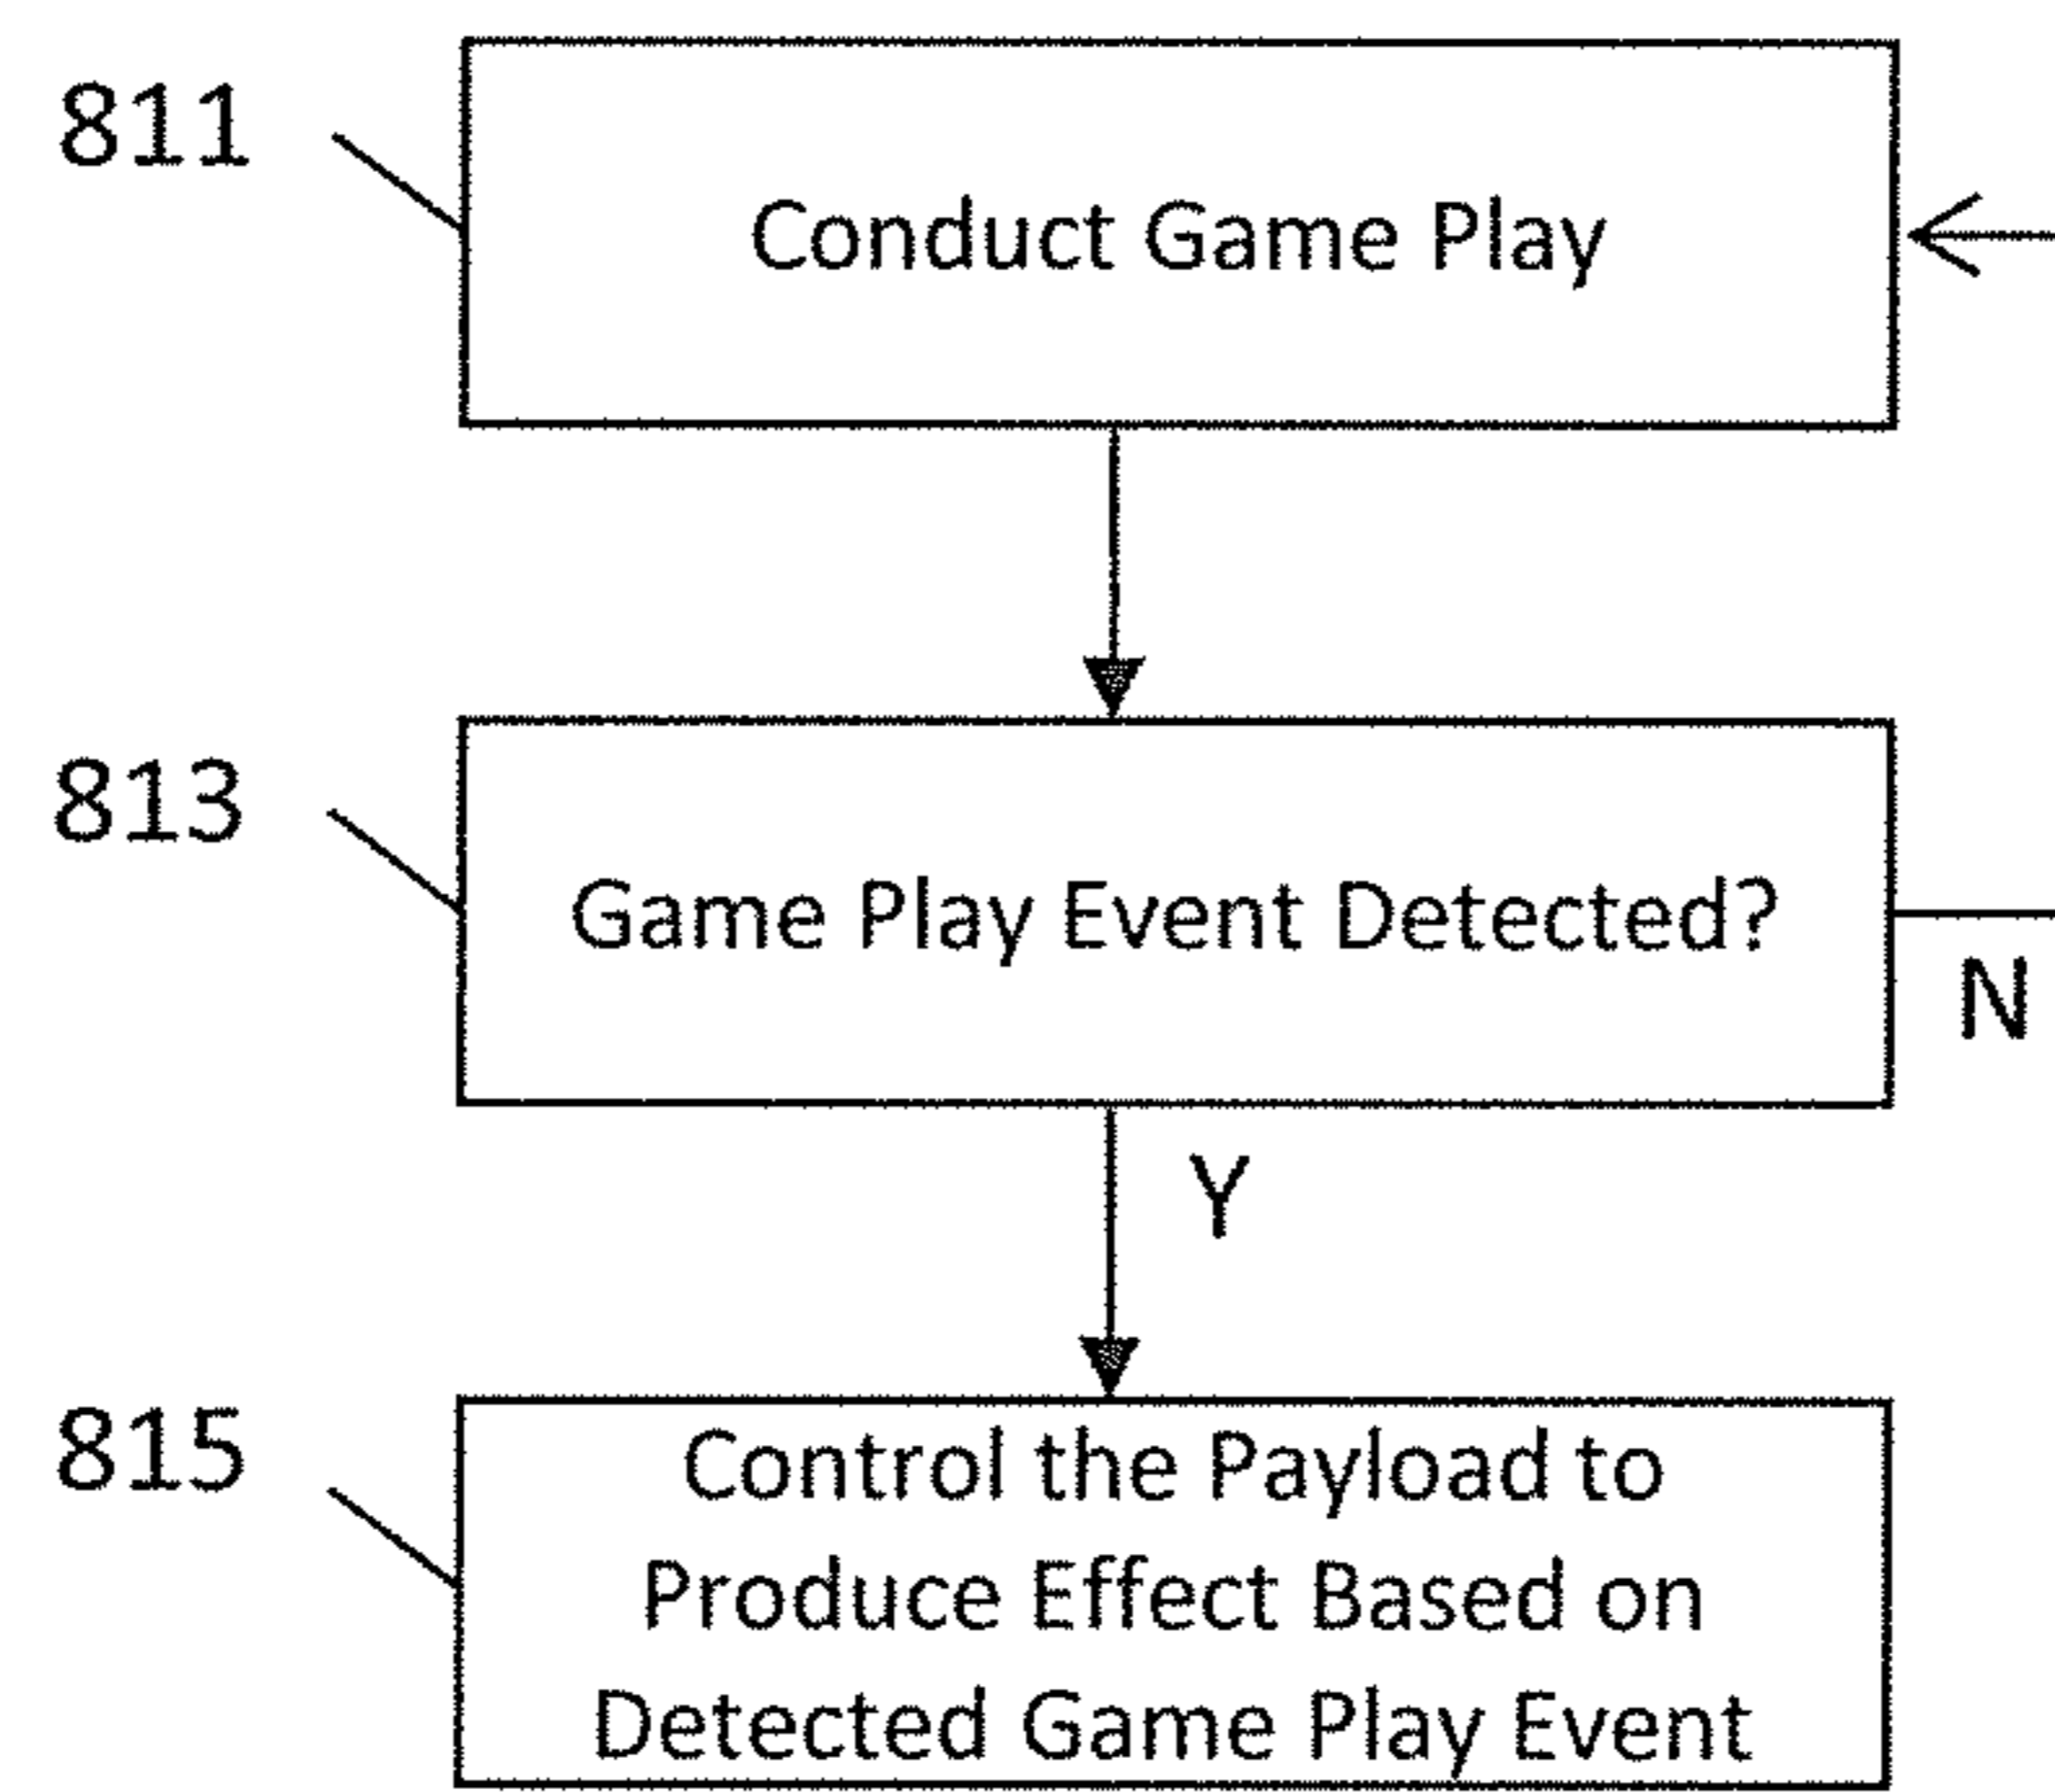 811
Conduct Game Play
813
Game Play Event Detected?
N
Y
815
Control the Payload to
Produce Effect Based on
Detected Game Play Event